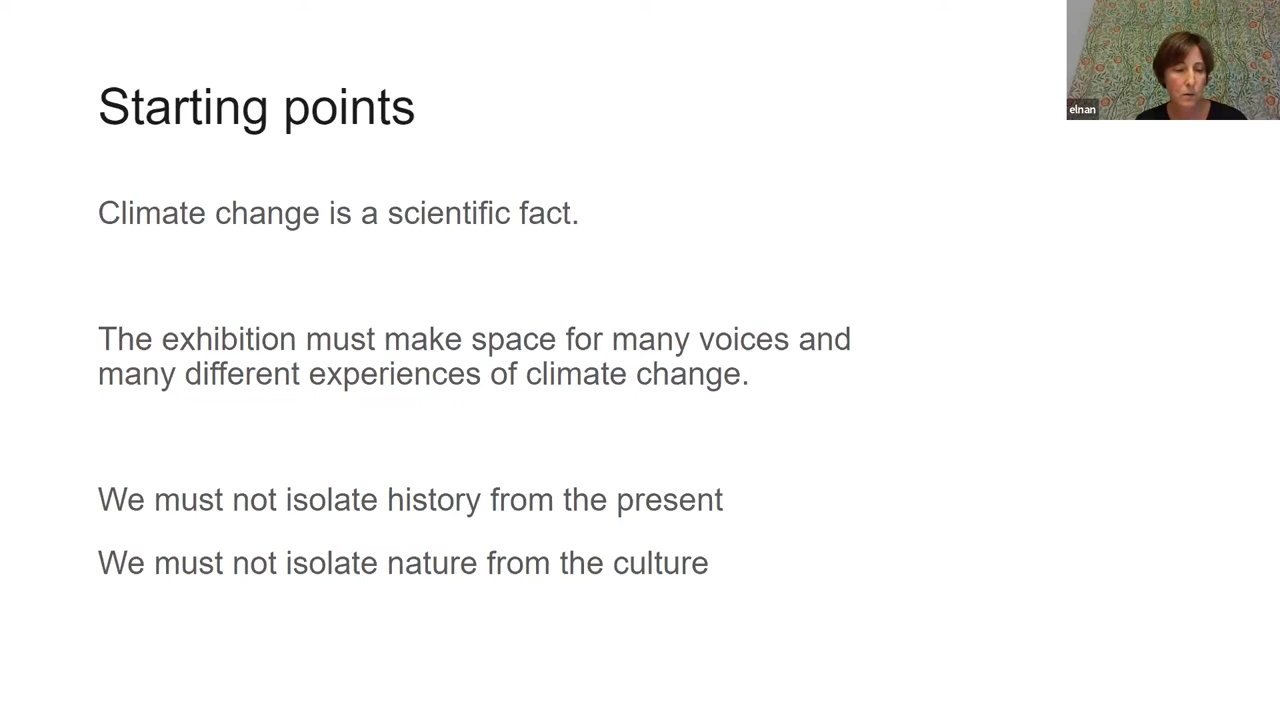 Starting points
elnan
Climate change is a scientific fact.
The exhibition must make space for many voices and
many different experiences of climate change.
We must not isolate history from the present
We must not isolate nature from the culture